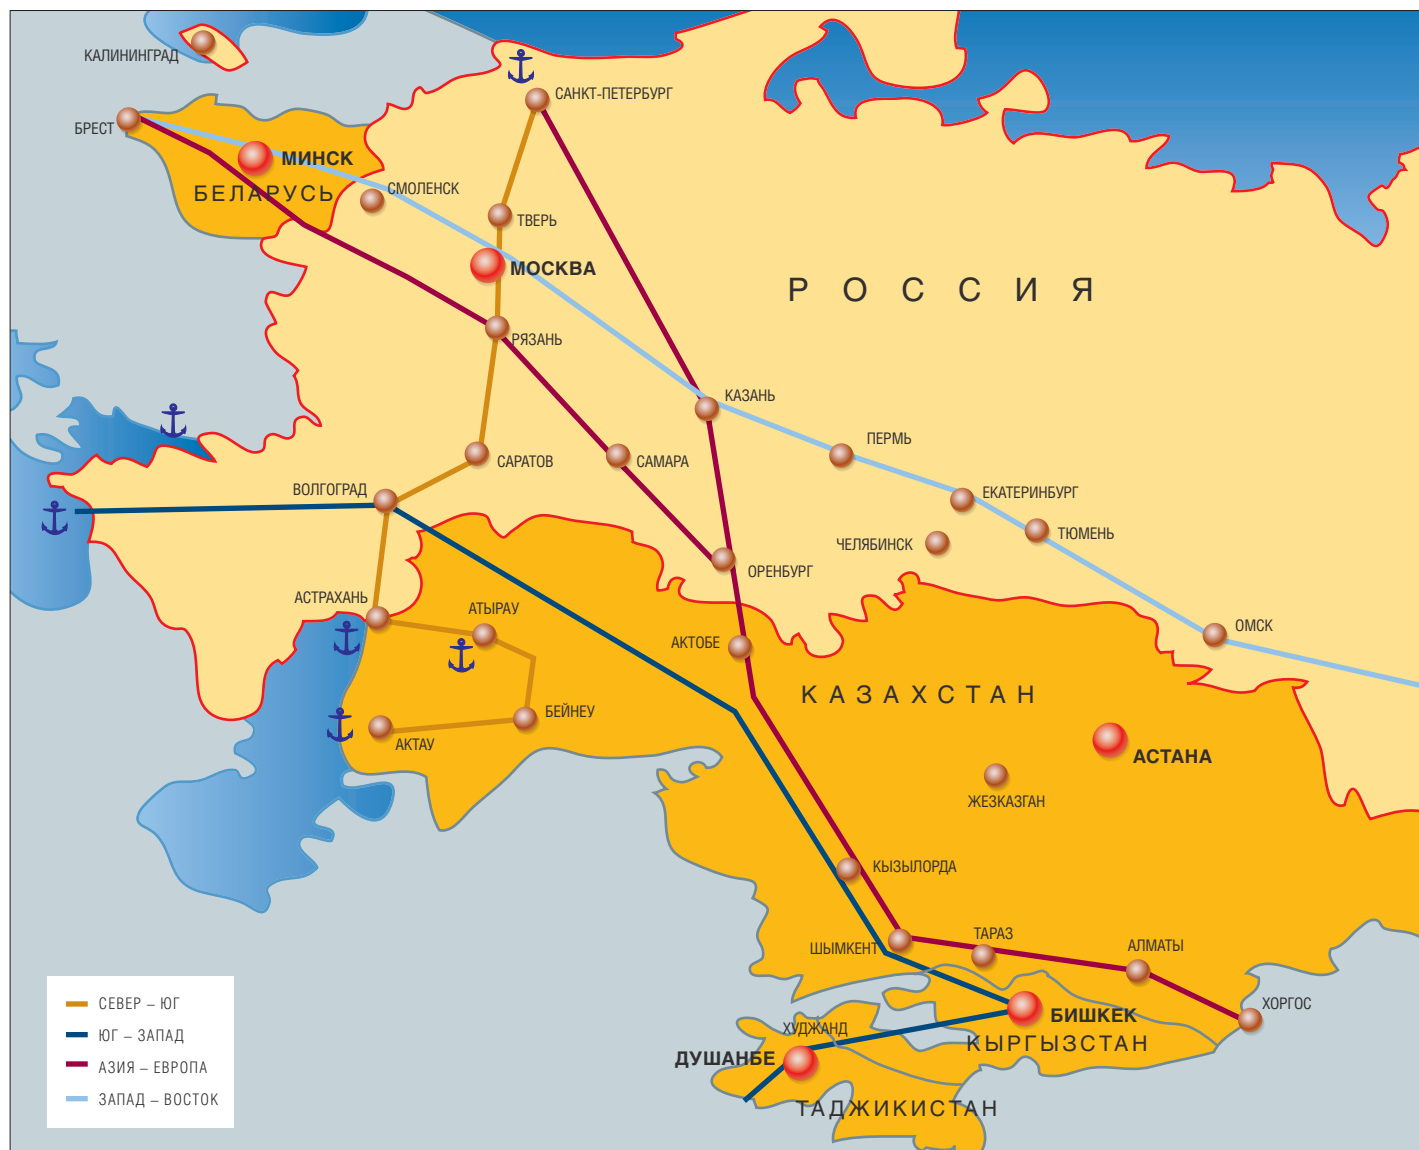 КАЛИНИНГРАД
САНКТ-ПЕТЕРБУРГ
БРЕСТ
МИНСК
БЕЛАРУСЬ
СМОЛЕНСК
ТВЕРЬ
МОСКВА
РОССИЯ
РЯЗАНЬ
КАЗАНЬ
ПЕРМЬ
САРАТОВ
САМАРА
ВОЛГОГРАД
ЕКАТЕРИНБУРГ
ТЮМЕНЬ
ЧЕЛЯБИНСК
ОРЕНБУРГ
АСТРАХАНЬ
АТЫРАУ
ОМСК
АКТОБЕ
КАЗАХСТАН
БЕЙНЕУ
АКТАУ
АСТАНА
ЖЕЗКАЗГАН
КЫЗЫЛОРДА
ШЫМКЕНТ
ТАРАЗ
АЛМАТЫ
ХОРГОС
БИШКЕК
ХУДЖАНД
КЫРГЫЗСТАН
ДУШАНБЕ
ТАДЖИКИСТАН
СЕВЕР – ЮГ
ЮГ – ЗАПАД
АЗИЯ – ЕВРОПА
ЗАПАД – ВОСТОК